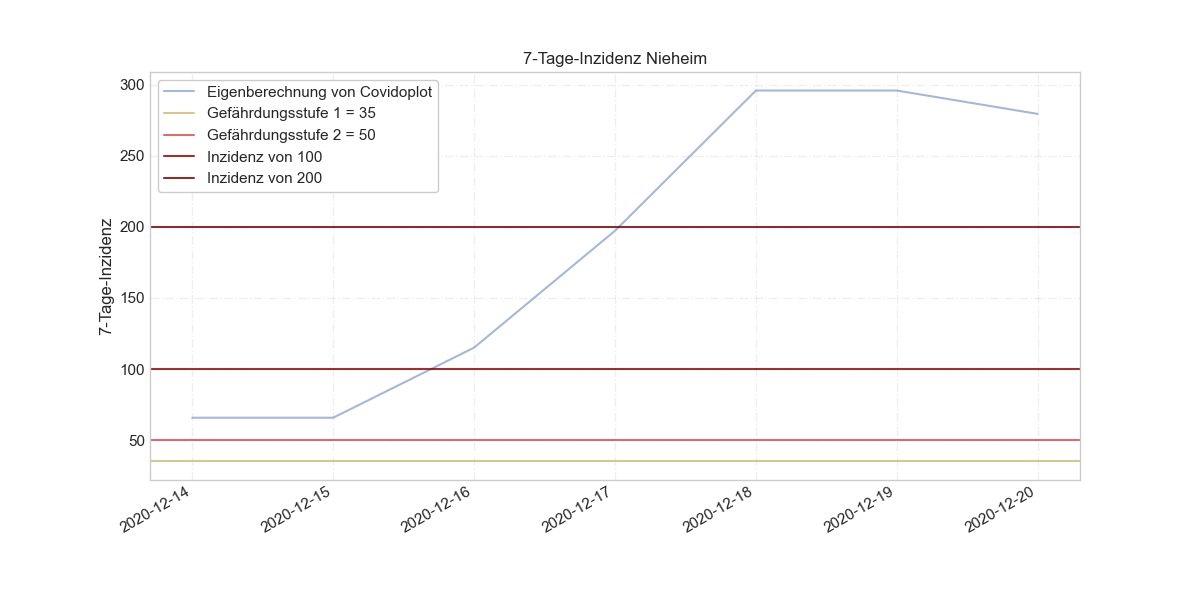 7-Tage-Inzidenz Nieheim
Eigenberechnung von Covidoplot
Gefährdungsstufe 1 = 35
Gefährdungsstufe 2 = 50
Inzidenz von 100
Inzidenz von 200
7-Tage-Inzidenz
300
250
200
150
100
50
2020-12-14
2020-12-15
2020-12-16
2020-12-17
2020-12-18
2020-12-19
2020-12-20